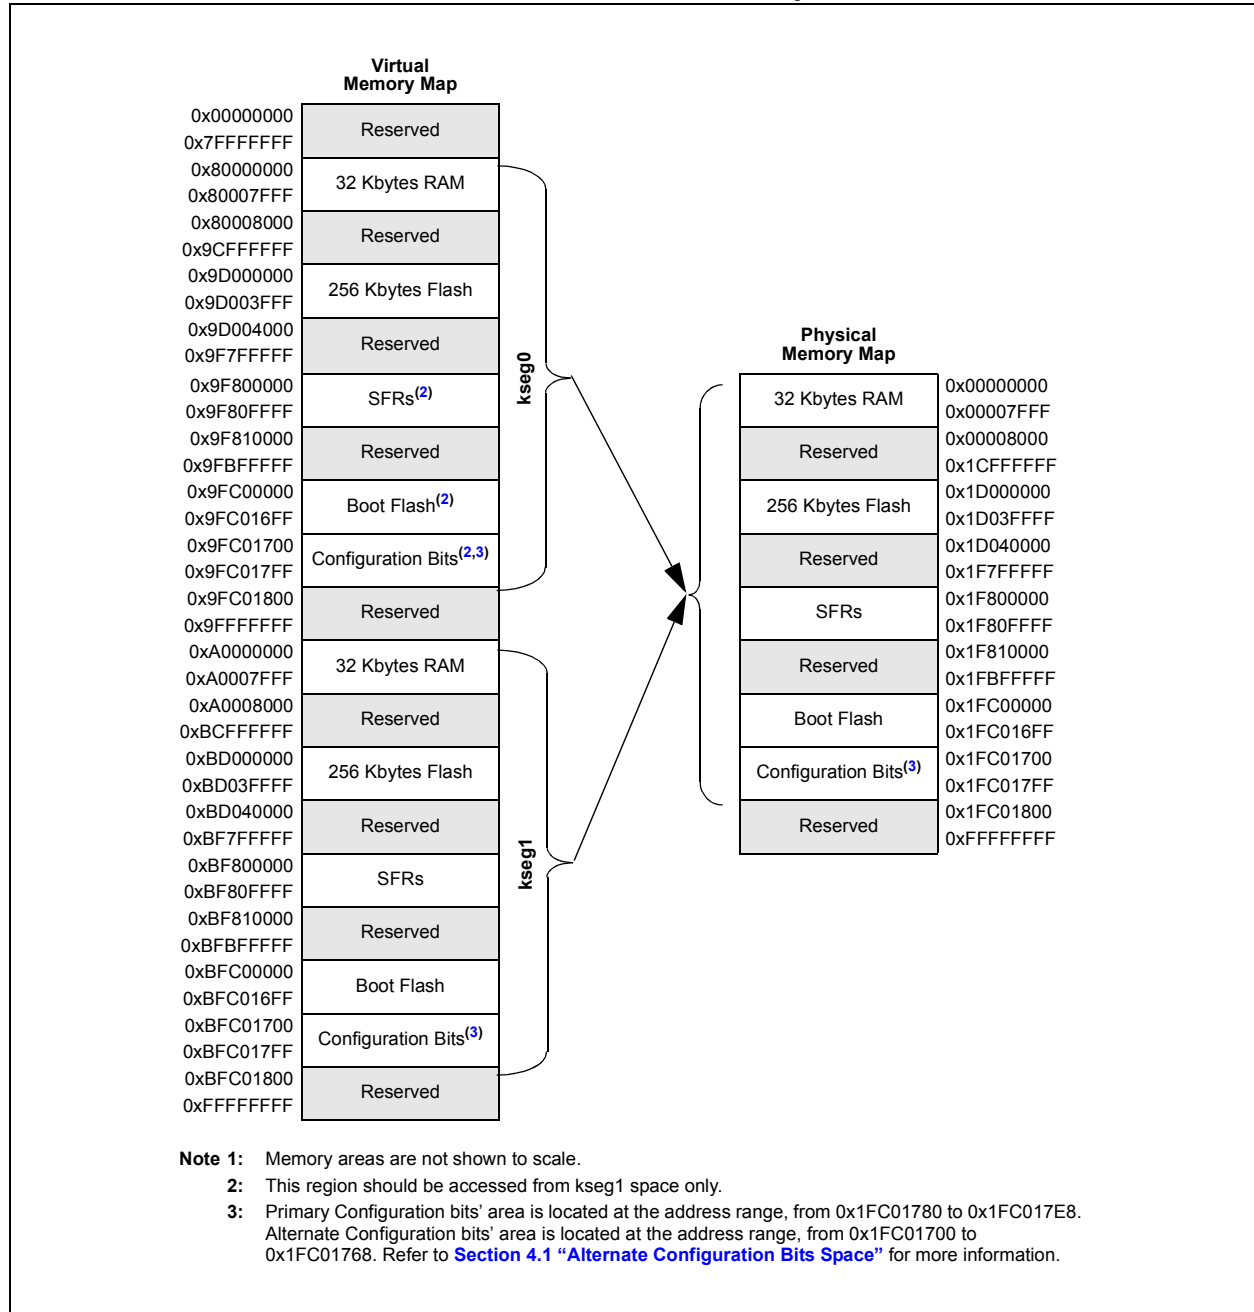 Virtual
Memory Map
0x00000000
Reserved
0x7FFFFFFF
0x80000000
32 Kbytes RAM
0x80007FFF
0x80008000
Reserved
0x9CFFFFFF
0x9D000000
256 Kbytes Flash
0x9D003FFF
0x9D004000
Reserved
0x9F7FFFFF
0x9F800000
SFRs(2)
0x9F80FFFF
0x9F810000
Reserved
0x9FBFFFFF
0x9FC00000
Boot Flash(2)
0x9FC016FF
0x9FC01700
Configuration Bits(2,3)
0x9FC017FF
0x9FC01800
Reserved
0x9FFFFFFF
0xA0000000
32 Kbytes RAM
0xA0007FFF
0xA0008000
Reserved
0xBCFFFFFF
0xBD000000
256 Kbytes Flash
0xBD03FFFF
0xBD040000
Reserved
0xBF7FFFFF
0xBF800000
SFRs
0xBF80FFFF
0xBF810000
Reserved
0xBFBFFFFF
0xBFC00000
Boot Flash
0xBFC016FF
0xBFC01700
Configuration Bits(3)
0xBFC017FF
0xBFC01800
Reserved
0xFFFFFFFF
kseg0
kseg1
Physical
Memory Map
32 Kbytes RAM
0x00000000
0x00007FFF
Reserved
0x00008000
0x1CFFFFFF
256 Kbytes Flash
0x1D000000
0x1D03FFFF
Reserved
0x1D040000
0x1F7FFFFF
SFRs
0x1F800000
0x1F80FFFF
Reserved
0x1F810000
0x1FBFFFFF
Boot Flash
0x1FC00000
0x1FC016FF
Configuration Bits(3)
0x1FC01700
0x1FC017FF
Reserved
0x1FC01800
0xFFFFFFFF
Note 1: Memory areas are not shown to scale.
2: This region should be accessed from kseg1 space only.
3: Primary Configuration bits’ area is located at the address range, from 0x1FC01780 to 0x1FC017E8.
Alternate Configuration bits’ area is located at the address range, from 0x1FC01700 to
0x1FC01768. Refer to Section 4.1 “Alternate Configuration Bits Space” for more information.